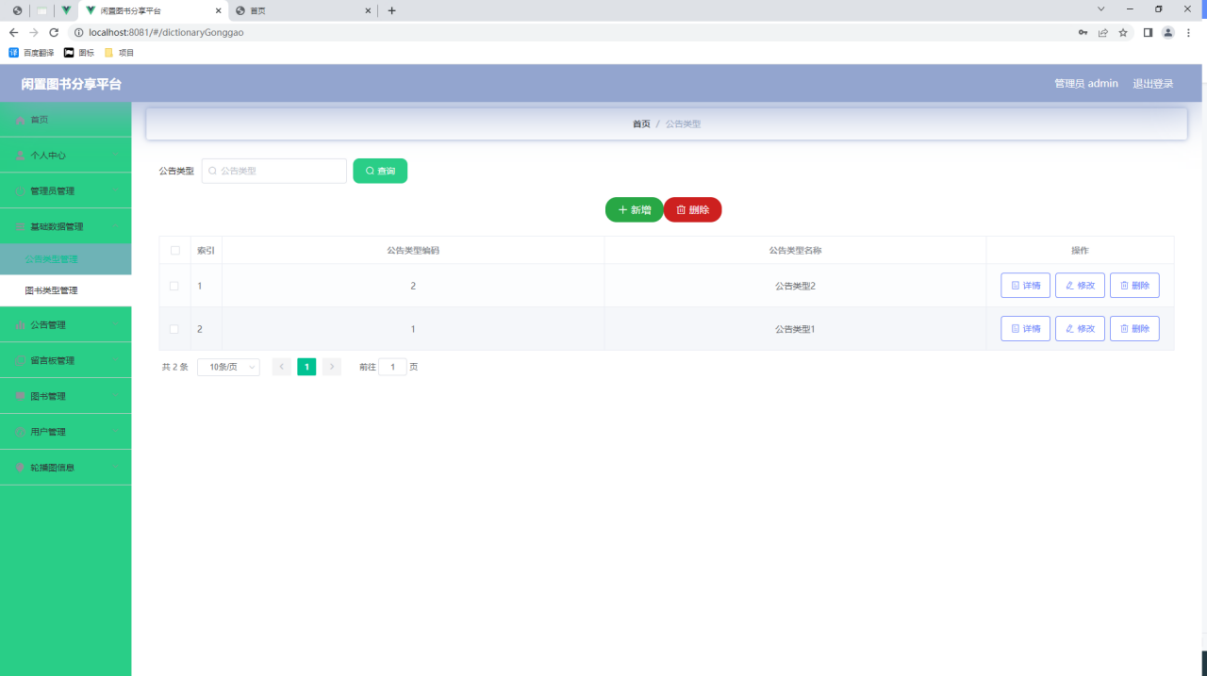 闲置图书分享平台
首页
localhost:8081/#/dictionaryGonggao
百度翻译 图标 项目
闲置图书分享平台 管理员 admin 退出登录
首页
个人中心
管理员管理
基础数据管理
公告类型管理
图书类型管理
公告管理
留言板管理
图书管理
用户管理
轮播图信息
首页 / 公告类型
公告类型 公告类型 查询
新增 删除
索引 公告类型编码 公告类型名称 操作
1 2 公告类型2 详情 修改 删除
2 1 公告类型1 详情 修改 删除
共 2 条 10条/页 1 前往 1 页